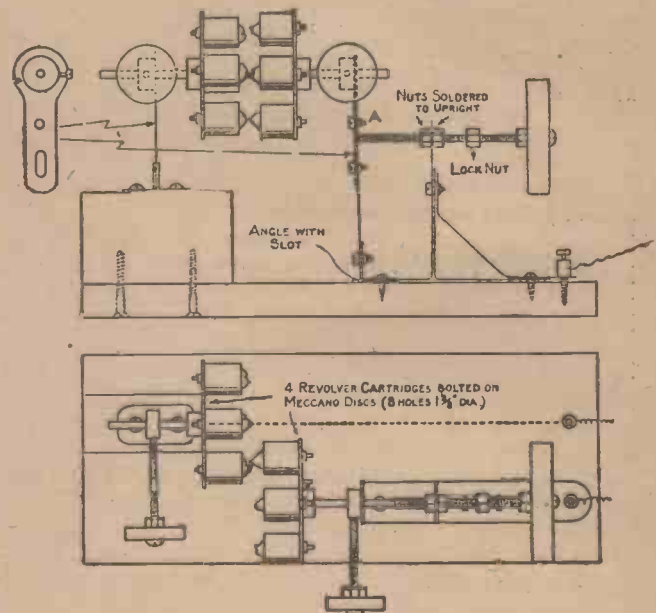 A
NUTS SOLDERED
TO UPRIGHT
LOCK NUT
ANGLE WITH
SLOT
4 REVOLVER CARTRIDGES BOLTED ON
MECCANO DISCS (8 HOLES 1⅜" DIA.)